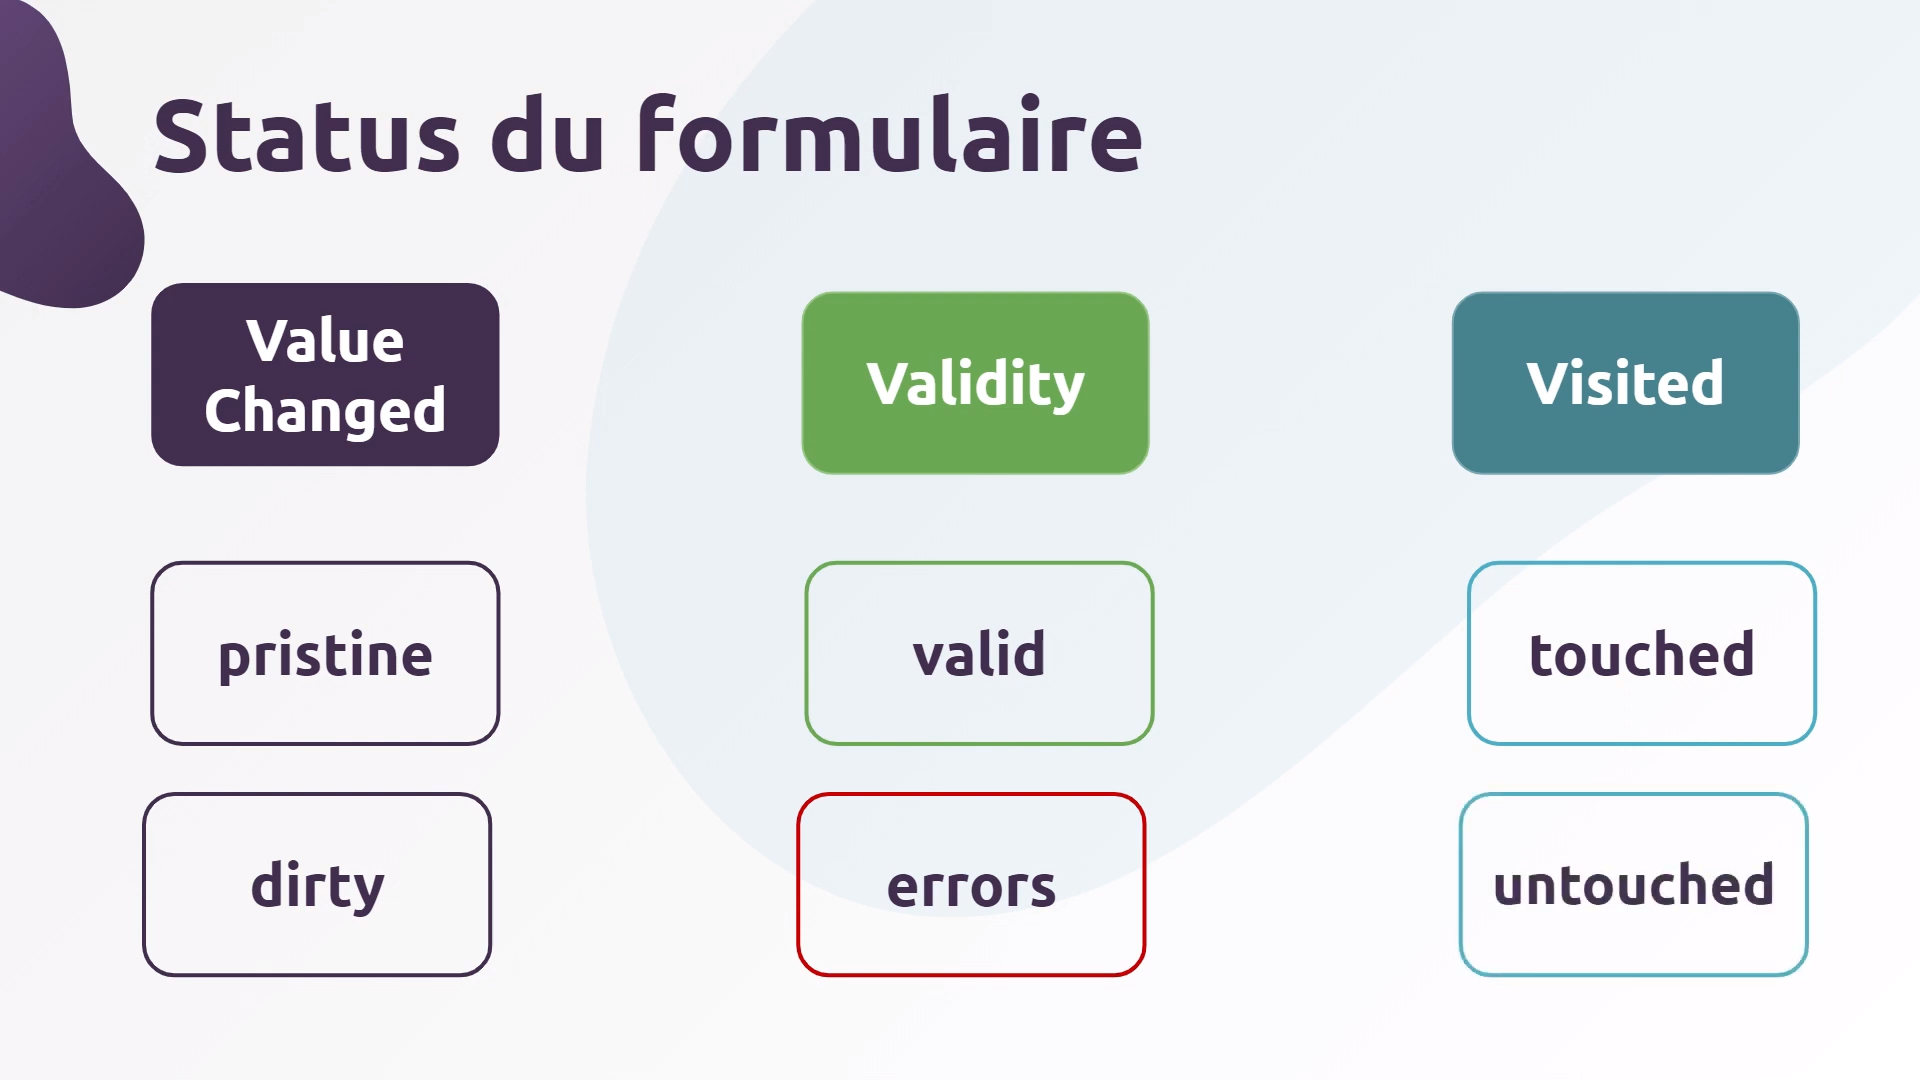 Status du formulaire
Value
Changed
Validity
Visited
pristine
valid
touched
dirty
errors
untouched